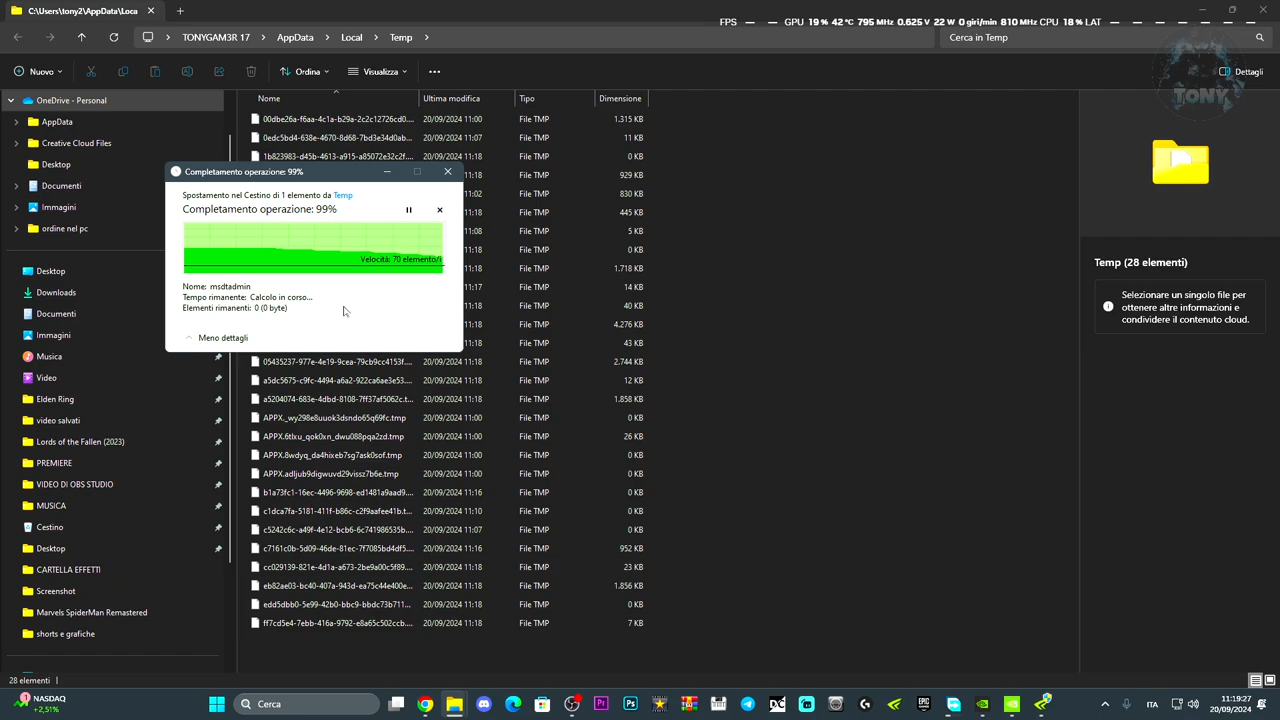 C:\Users\tony2\AppData\Loca
FPS — — GPU 19 % 42 °C 795 MHz 0.625 V 22 W 0 giri/min 810 MHz CPU 18 % LAT
TONYGAM3R 17 > AppData > Local > Temp >
Cerca in Temp
Nuovo
Ordina
Visualizza
Dettagli
TONY
Nome
Ultima modifica
Tipo
Dimensione
OneDrive - Personal
AppData
Creative Cloud Files
Desktop
Documenti
Immagini
ordine nel pc
Desktop
Downloads
Documenti
Immagini
Musica
Video
Elden Ring
video salvati
Lords of the Fallen (2023)
PREMIERE
VIDEO DI OBS STUDIO
MUSICA
Cestino
Desktop
CARTELLA EFFETTI
Screenshot
Marvels SpiderMan Remastered
shorts e grafiche
00dbe26a-f4aa-4c1a-b29a-2c2c12726cd0.... 20/09/2024 11:00 File TMP 1.315 KB
0edc5bd4-638e-4670-8d68-7bd3e34d0ab... 20/09/2024 11:07 File TMP 11 KB
1b823983-d45b-4613-a915-a85072e32c2f.... 20/09/2024 11:18 File TMP 0 KB
11:18 File TMP 929 KB
11:02 File TMP 830 KB
11:18 File TMP 445 KB
11:08 File TMP 5 KB
11:18 File TMP 0 KB
11:18 File TMP 1.718 KB
11:17 File TMP 14 KB
11:18 File TMP 40 KB
11:18 File TMP 4.276 KB
11:18 File TMP 43 KB
05435237-977e-4e19-9cea-79cb9cc4153f.... 20/09/2024 11:18 File TMP 2.744 KB
a5dc5675-c9fc-4494-a6a2-922ca6ae3e53.... 20/09/2024 11:18 File TMP 12 KB
a5204074-683e-4dbd-8108-7ff37af5062c.t... 20/09/2024 11:18 File TMP 1.858 KB
APPX._wy298e8uuok3dsndo65q69fc.tmp 20/09/2024 11:00 File TMP 0 KB
APPX.6tlxu_qok0xn_dwu088pqa2zd.tmp 20/09/2024 11:00 File TMP 26 KB
APPX.8wdyq_da4hixeb7sg7ask0sof.tmp 20/09/2024 11:00 File TMP 0 KB
APPX.adljub9digwuvd29vissz7b6e.tmp 20/09/2024 11:00 File TMP 0 KB
b1a73fc1-16ec-4496-9698-ed1481a9aad9.... 20/09/2024 11:16 File TMP 0 KB
c1dca7fa-5181-411f-b86c-c2f9aafee41b.t... 20/09/2024 11:10 File TMP 0 KB
c5242c6c-a49f-4e12-bcb6-6c741986535b.... 20/09/2024 11:07 File TMP 0 KB
c7161c0b-5d09-46de-81ec-7f7085bd4df5.... 20/09/2024 11:16 File TMP 952 KB
cc029139-821e-4d1a-a673-2be9a00c5f89.... 20/09/2024 11:18 File TMP 23 KB
eb82ae03-bc40-407a-943d-ea75c44e400e... 20/09/2024 11:18 File TMP 1.856 KB
edd5dbb0-5e99-42b0-bbc9-bbdc73b711... 20/09/2024 11:18 File TMP 0 KB
ff7cd5e4-7ebb-416a-9792-e8a65c502ccb.... 20/09/2024 11:18 File TMP 7 KB
Completamento operazione: 99%
Spostamento nel Cestino di 1 elemento da Temp
Completamento operazione: 99%
Velocità: 70 elemento/i
Nome: msdtadmin
Tempo rimanente: Calcolo in corso...
Elementi rimanenti: 0 (0 byte)
Meno dettagli
Temp (28 elementi)
Selezionare un singolo file per
ottenere altre informazioni e
condividere il contenuto cloud.
28 elementi
1
NASDAQ
+2,51%
Cerca
Pr
Ps
DC
EPIC
ITA
11:19:27
20/09/2024